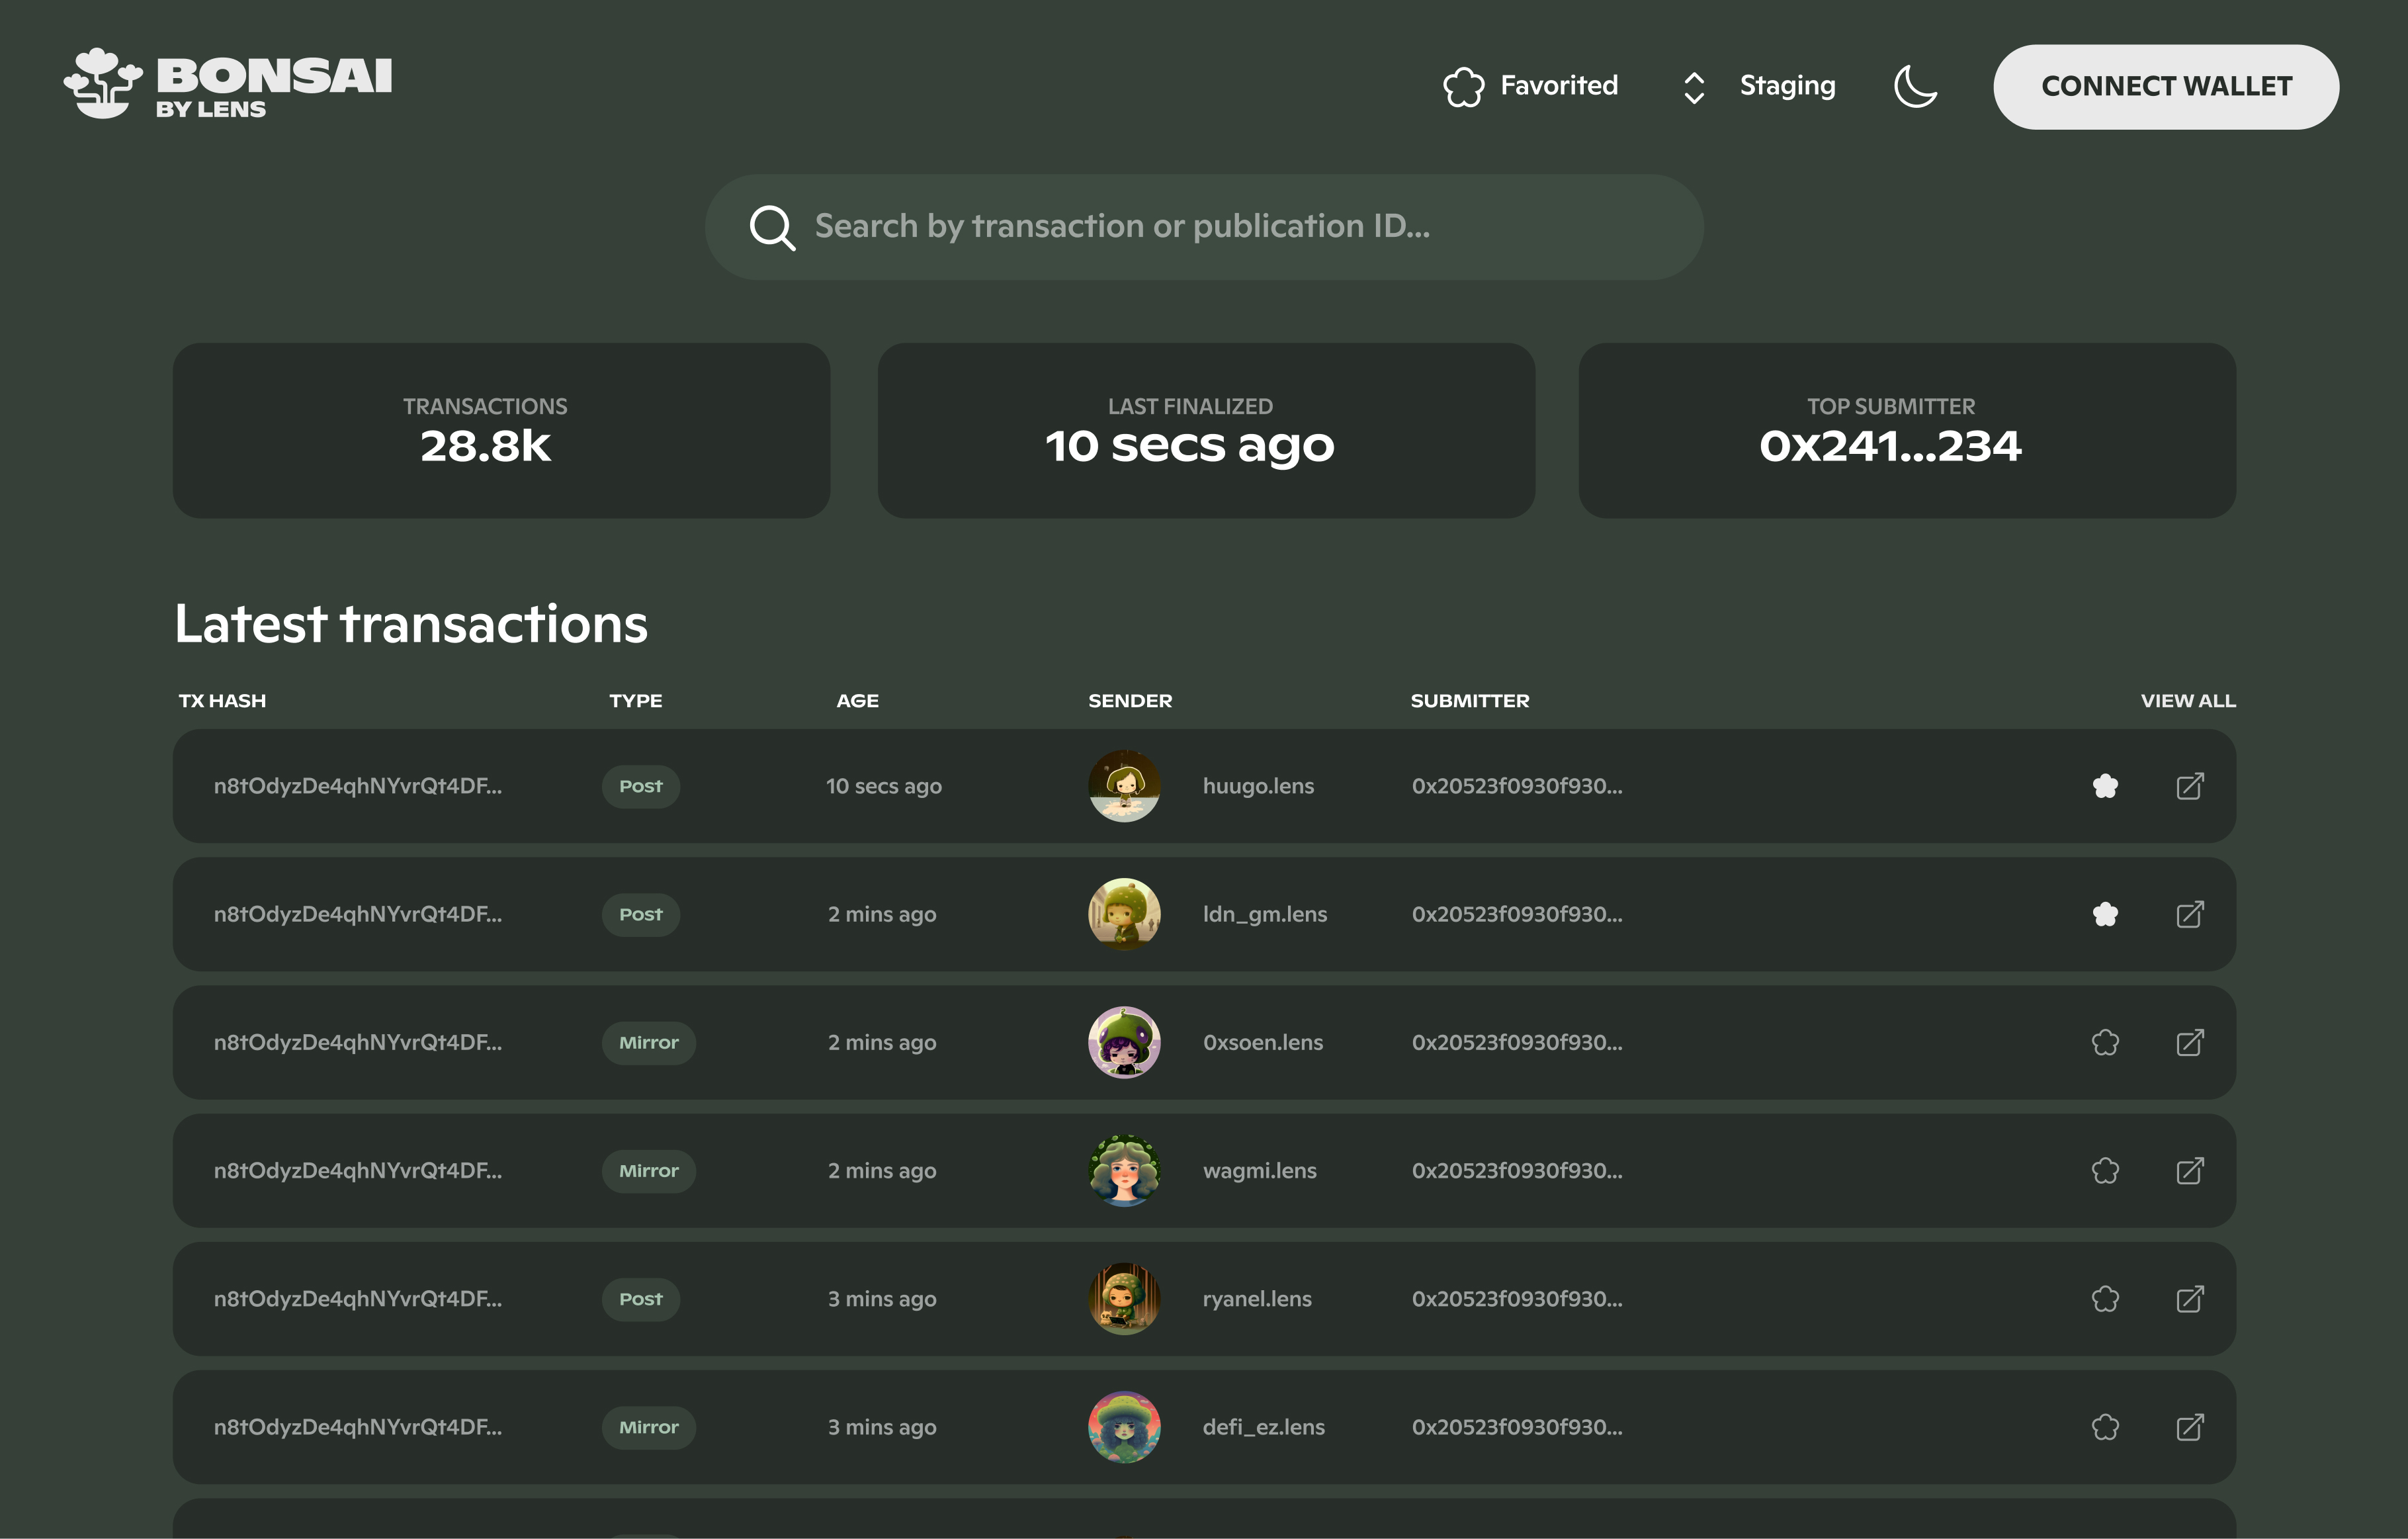 BONSAI
BY LENS
Favorited
Staging
CONNECT WALLET
Search by transaction or publication ID...
TRANSACTIONS
28.8k
LAST FINALIZED
10 secs ago
TOP SUBMITTER
0x241...234
Latest transactions
TX HASH TYPE AGE SENDER SUBMITTER VIEW ALL
n8tOdyzDe4qhNYvrQt4DF... Post 10 secs ago huugo.lens 0x20523f0930f930...
n8tOdyzDe4qhNYvrQt4DF... Post 2 mins ago ldn_gm.lens 0x20523f0930f930...
n8tOdyzDe4qhNYvrQt4DF... Mirror 2 mins ago 0xsoen.lens 0x20523f0930f930...
n8tOdyzDe4qhNYvrQt4DF... Mirror 2 mins ago wagmi.lens 0x20523f0930f930...
n8tOdyzDe4qhNYvrQt4DF... Post 3 mins ago ryanel.lens 0x20523f0930f930...
n8tOdyzDe4qhNYvrQt4DF... Mirror 3 mins ago defi_ez.lens 0x20523f0930f930...